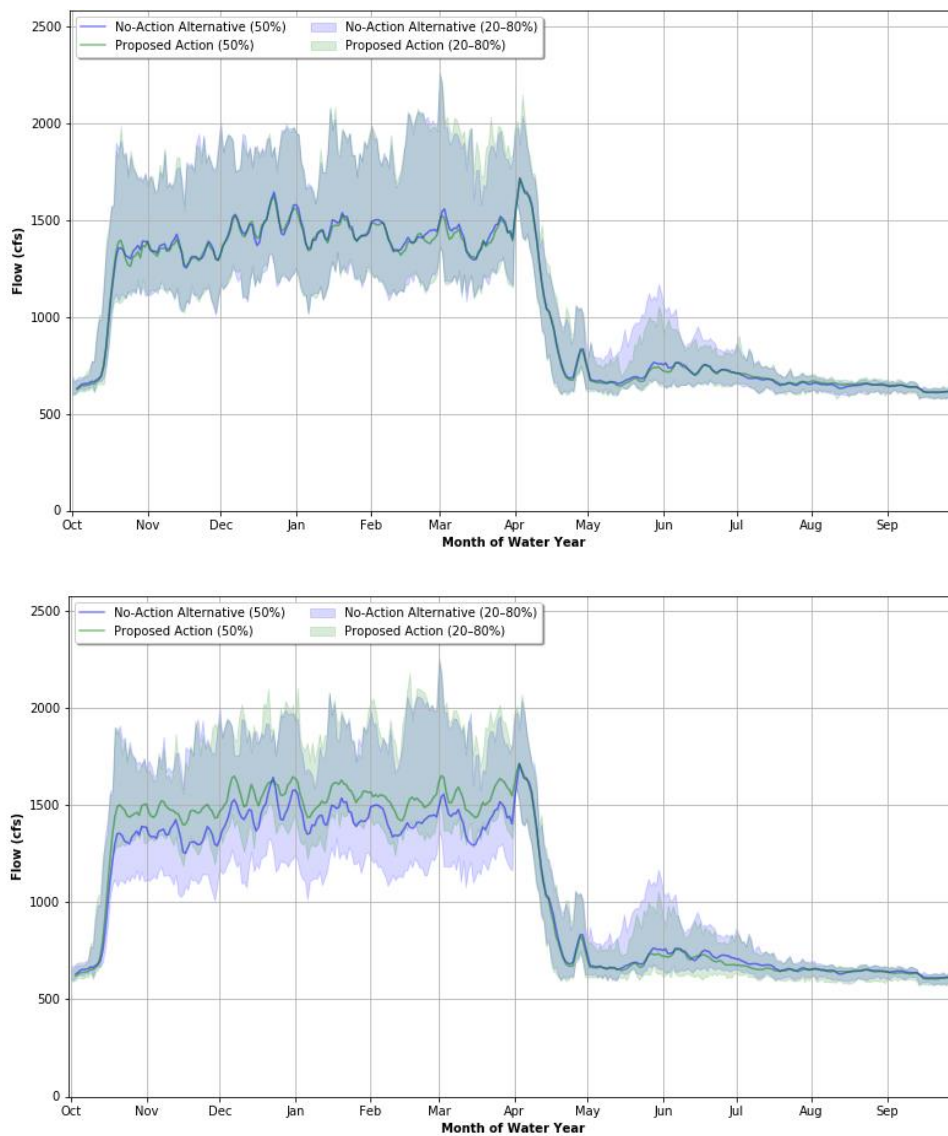 2500
No-Action Alternative (50%) No-Action Alternative (20–80%)
Proposed Action (50%) Proposed Action (20–80%)
2000
1500
Flow (cfs)
1000
500
0
Oct Nov Dec Jan Feb Mar Apr May Jun Jul Aug Sep
Month of Water Year
2500
No-Action Alternative (50%) No-Action Alternative (20–80%)
Proposed Action (50%) Proposed Action (20–80%)
2000
1500
Flow (cfs)
1000
500
0
Oct Nov Dec Jan Feb Mar Apr May Jun Jul Aug Sep
Month of Water Year